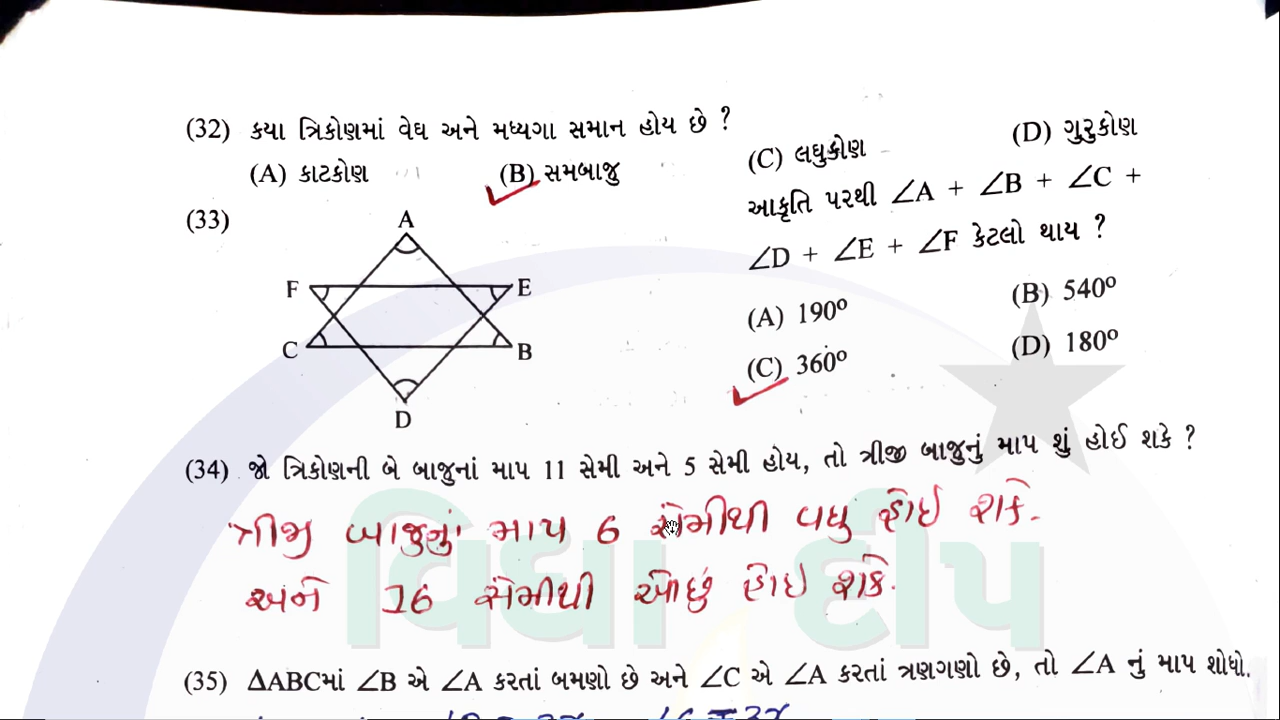 (32) કયા ત્રિકોણમાં વેધ અને મધ્યગા સમાન હોય છે ?
(A) કાટકોણ (B) સમબાજુ (C) લઘુકોણ (D) ગુરુકોણ
(33) આકૃતિ પરથી ∠A + ∠B + ∠C +
∠D + ∠E + ∠F કેટલો થાય ?
A
F E
C B
D
(A) 190° (B) 540°
(C) 360° (D) 180°
(34) જો ત્રિકોણની બે બાજુનાં માપ 11 સેમી અને 5 સેમી હોય, તો ત્રીજી બાજુનું માપ શું હોઈ શકે ?
ત્રીજી બાજુનું માપ 6 સેમીથી વધુ હોઇ શકે.
અને 16 સેમીથી ઓછું હોઇ શકે.
વિદ્યા દીપ
(35) ΔABCમાં ∠B એ ∠A કરતાં બમણો છે અને ∠C એ ∠A કરતાં ત્રણગણો છે, તો ∠A નું માપ શોધો.